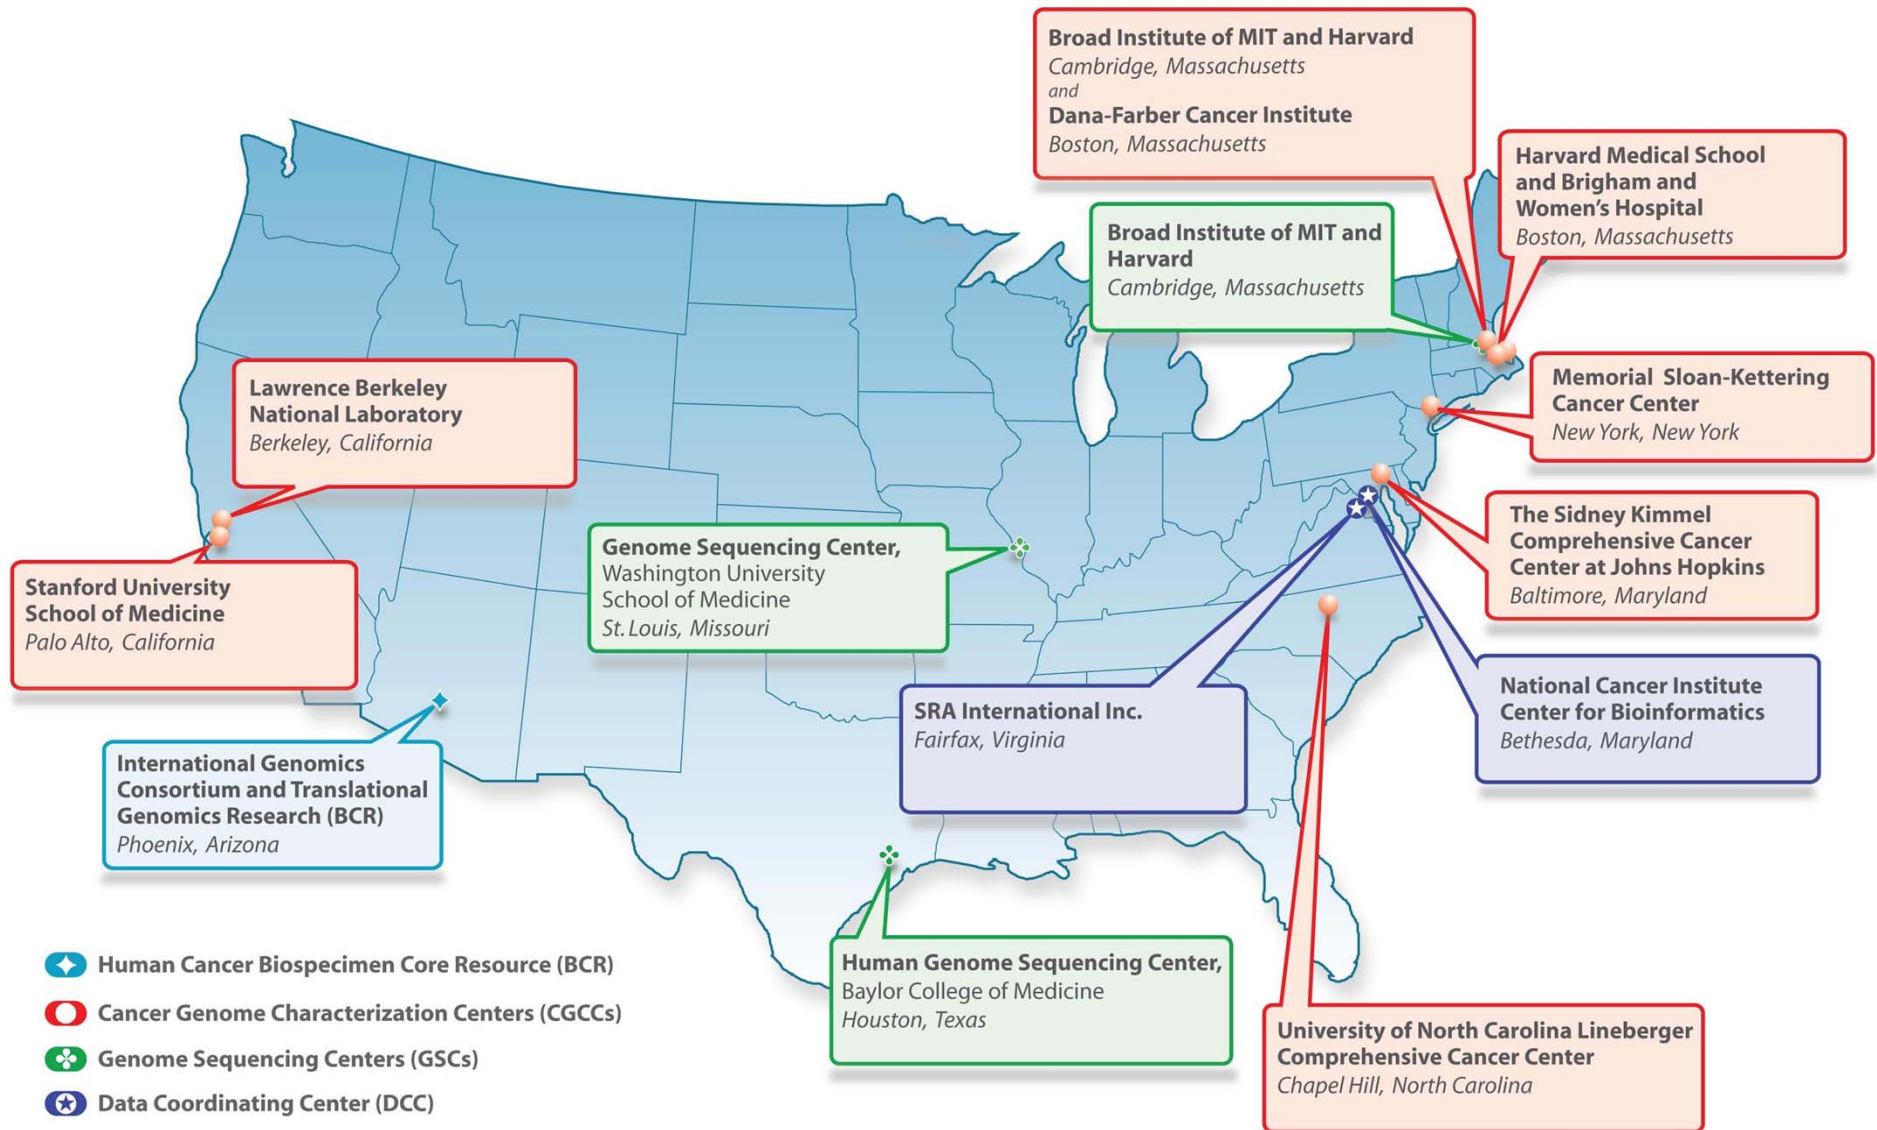 Broad Institute of MIT and Harvard
Cambridge, Massachusetts
and
Dana-Farber Cancer Institute
Boston, Massachusetts
Harvard Medical School
and Brigham and
Women's Hospital
Boston, Massachusetts
Broad Institute of MIT and
Harvard
Cambridge, Massachusetts
Lawrence Berkeley
National Laboratory
Berkeley, California
Memorial Sloan-Kettering
Cancer Center
New York, New York
Genome Sequencing Center,
Washington University
School of Medicine
St. Louis, Missouri
The Sidney Kimmel
Comprehensive Cancer
Center at Johns Hopkins
Baltimore, Maryland
Stanford University
School of Medicine
Palo Alto, California
SRA International Inc.
Fairfax, Virginia
National Cancer Institute
Center for Bioinformatics
Bethesda, Maryland
International Genomics
Consortium and Translational
Genomics Research (BCR)
Phoenix, Arizona
Human Genome Sequencing Center,
Baylor College of Medicine
Houston, Texas
University of North Carolina Lineberger
Comprehensive Cancer Center
Chapel Hill, North Carolina
Human Cancer Biospecimen Core Resource (BCR)
Cancer Genome Characterization Centers (CGCCs)
Genome Sequencing Centers (GSCs)
Data Coordinating Center (DCC)